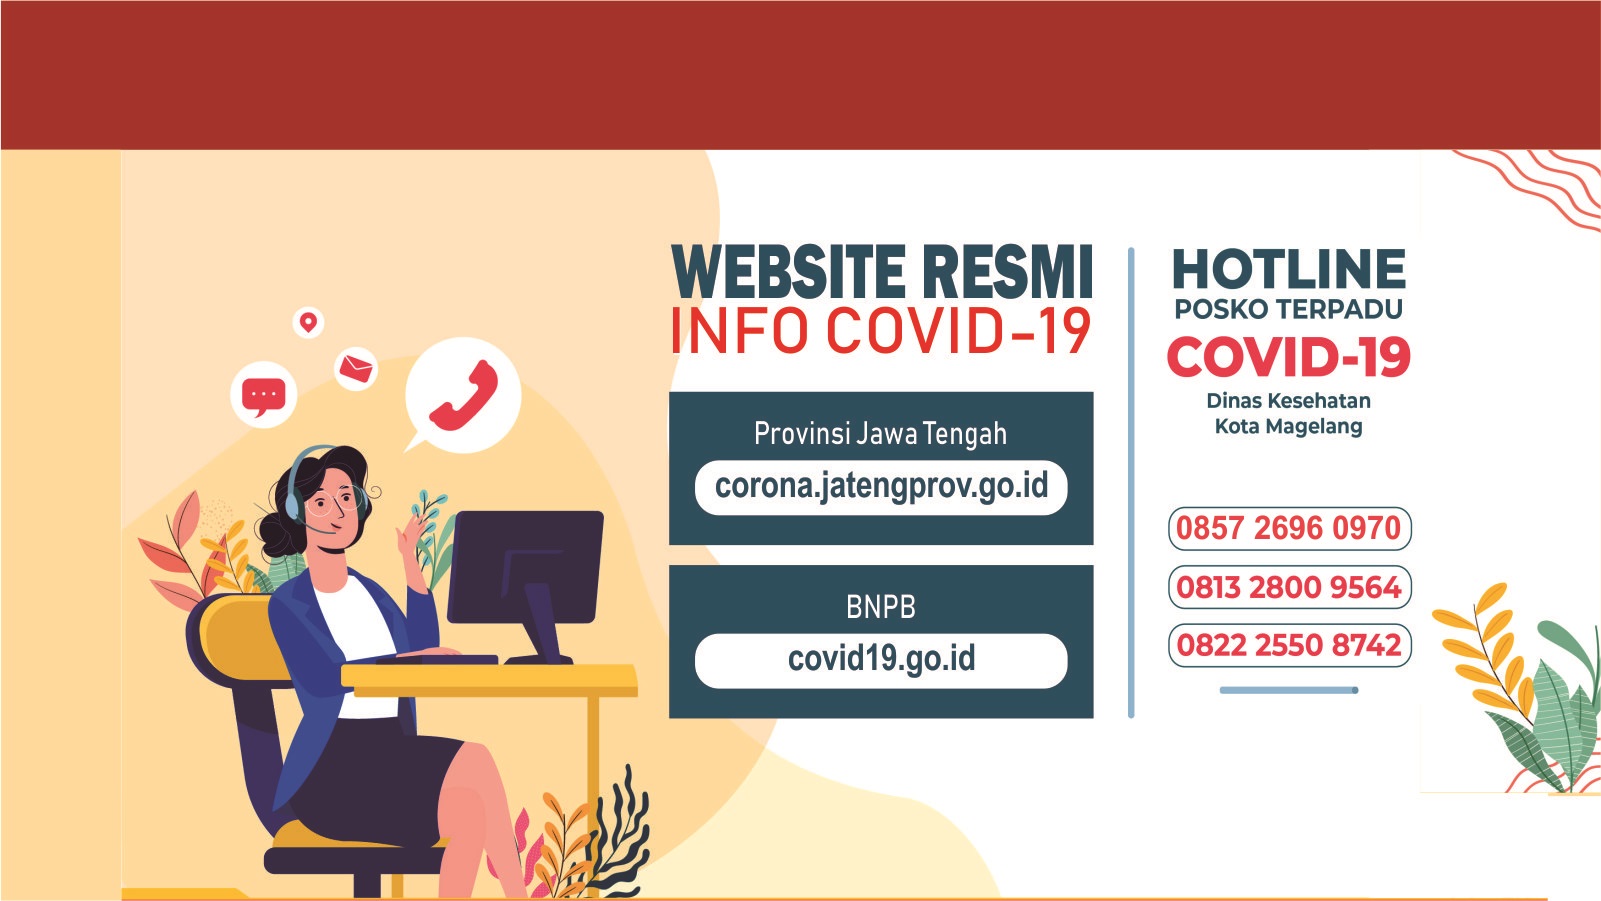 WEBSITE RESMI
INFO COVID-19
Provinsi Jawa Tengah
corona.jatengprov.go.id
BNPB
covid19.go.id
HOTLINE
POSKO TERPADU
COVID-19
Dinas Kesehatan
Kota Magelang
0857 2696 0970
0813 2800 9564
0822 2550 8742